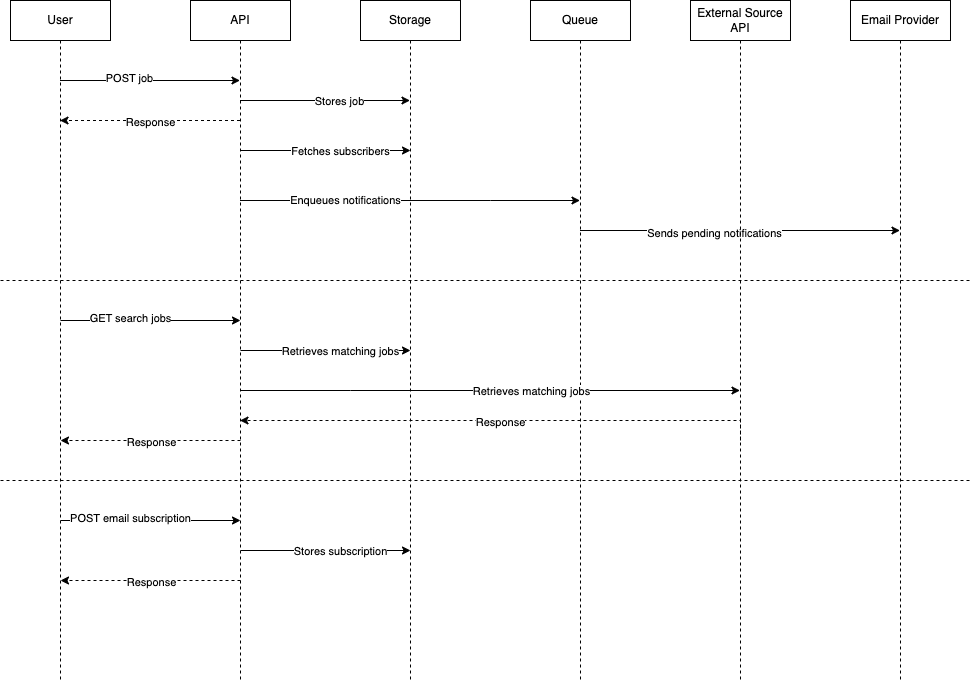 User
API
Storage
Queue
External Source
API
Email Provider
POST job
Stores job
Response
Fetches subscribers
Enqueues notifications
Sends pending notifications
GET search jobs
Retrieves matching jobs
Retrieves matching jobs
Response
Response
POST email subscription
Stores subscription
Response